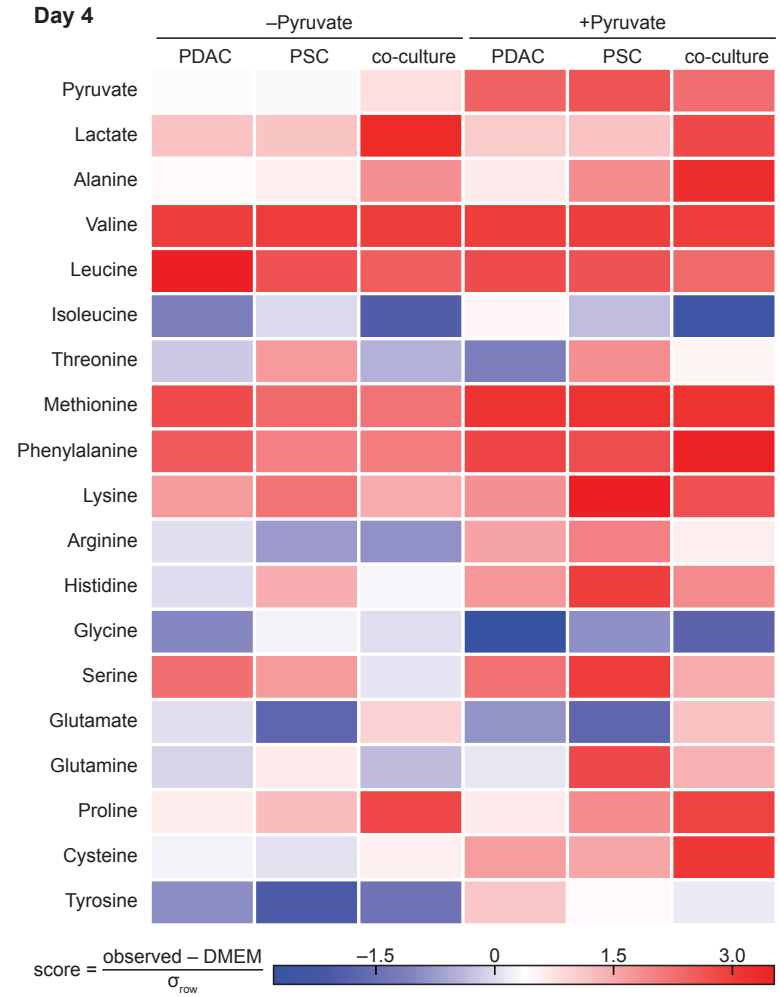 Day 4
–Pyruvate +Pyruvate
PDAC PSC co-culture PDAC PSC co-culture
Pyruvate
Lactate
Alanine
Valine
Leucine
Isoleucine
Threonine
Methionine
Phenylalanine
Lysine
Arginine
Histidine
Glycine
Serine
Glutamate
Glutamine
Proline
Cysteine
Tyrosine
score = observed – DMEM
σrow
–1.5 0 1.5 3.0